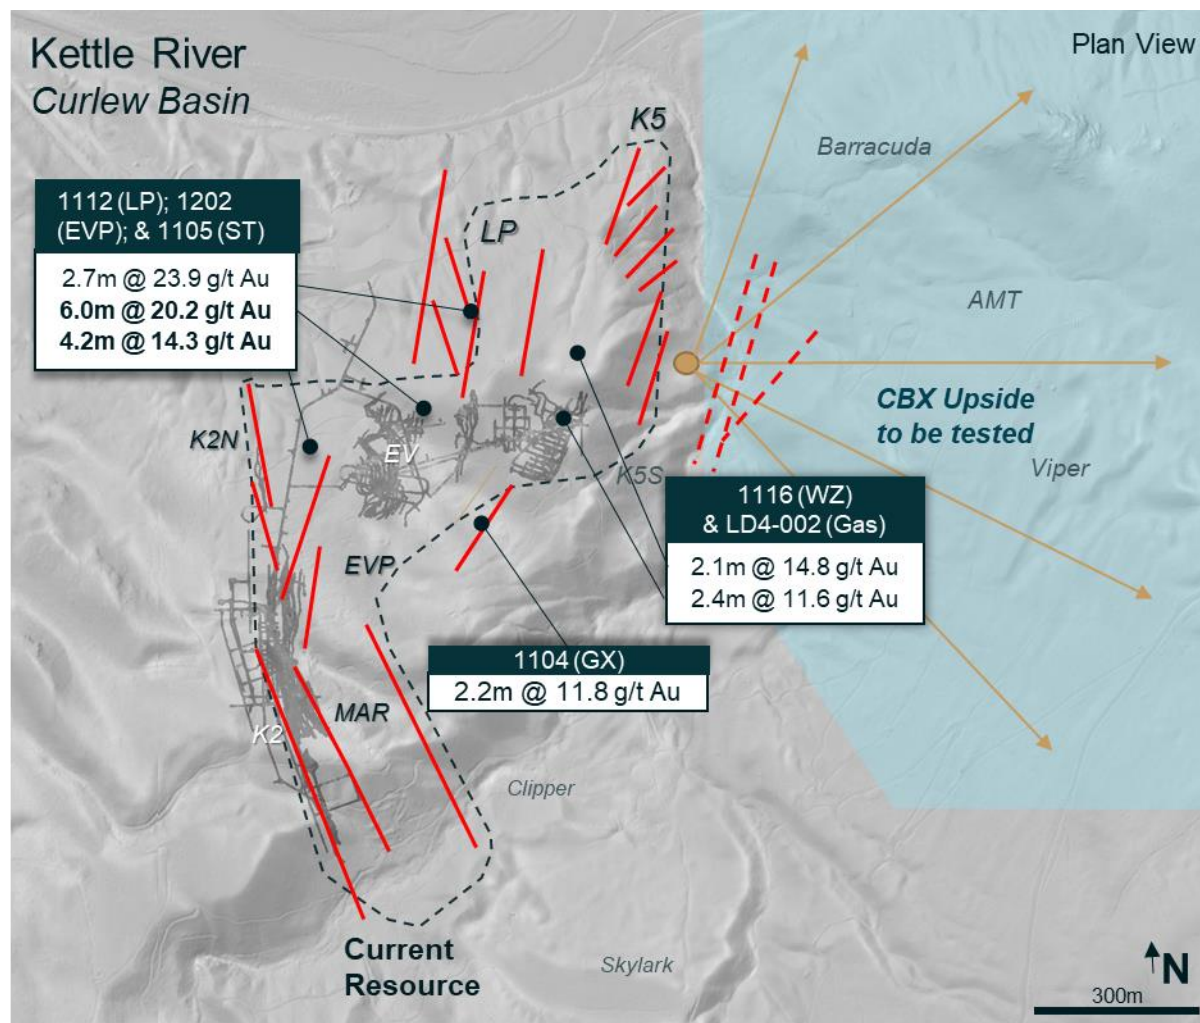 Kettle River
Curlew Basin
Plan View
K5
Barracuda
1112 (LP); 1202
(EVP); & 1105 (ST)
2.7m @ 23.9 g/t Au
6.0m @ 20.2 g/t Au
4.2m @ 14.3 g/t Au
LP
AMT
CBX Upside
to be tested
K2N
EV
K5S
Viper
1116 (WZ)
& LD4-002 (Gas)
2.1m @ 14.8 g/t Au
2.4m @ 11.6 g/t Au
EVP
1104 (GX)
2.2m @ 11.8 g/t Au
MAR
K2
Clipper
Current
Resource
Skylark
N
300m